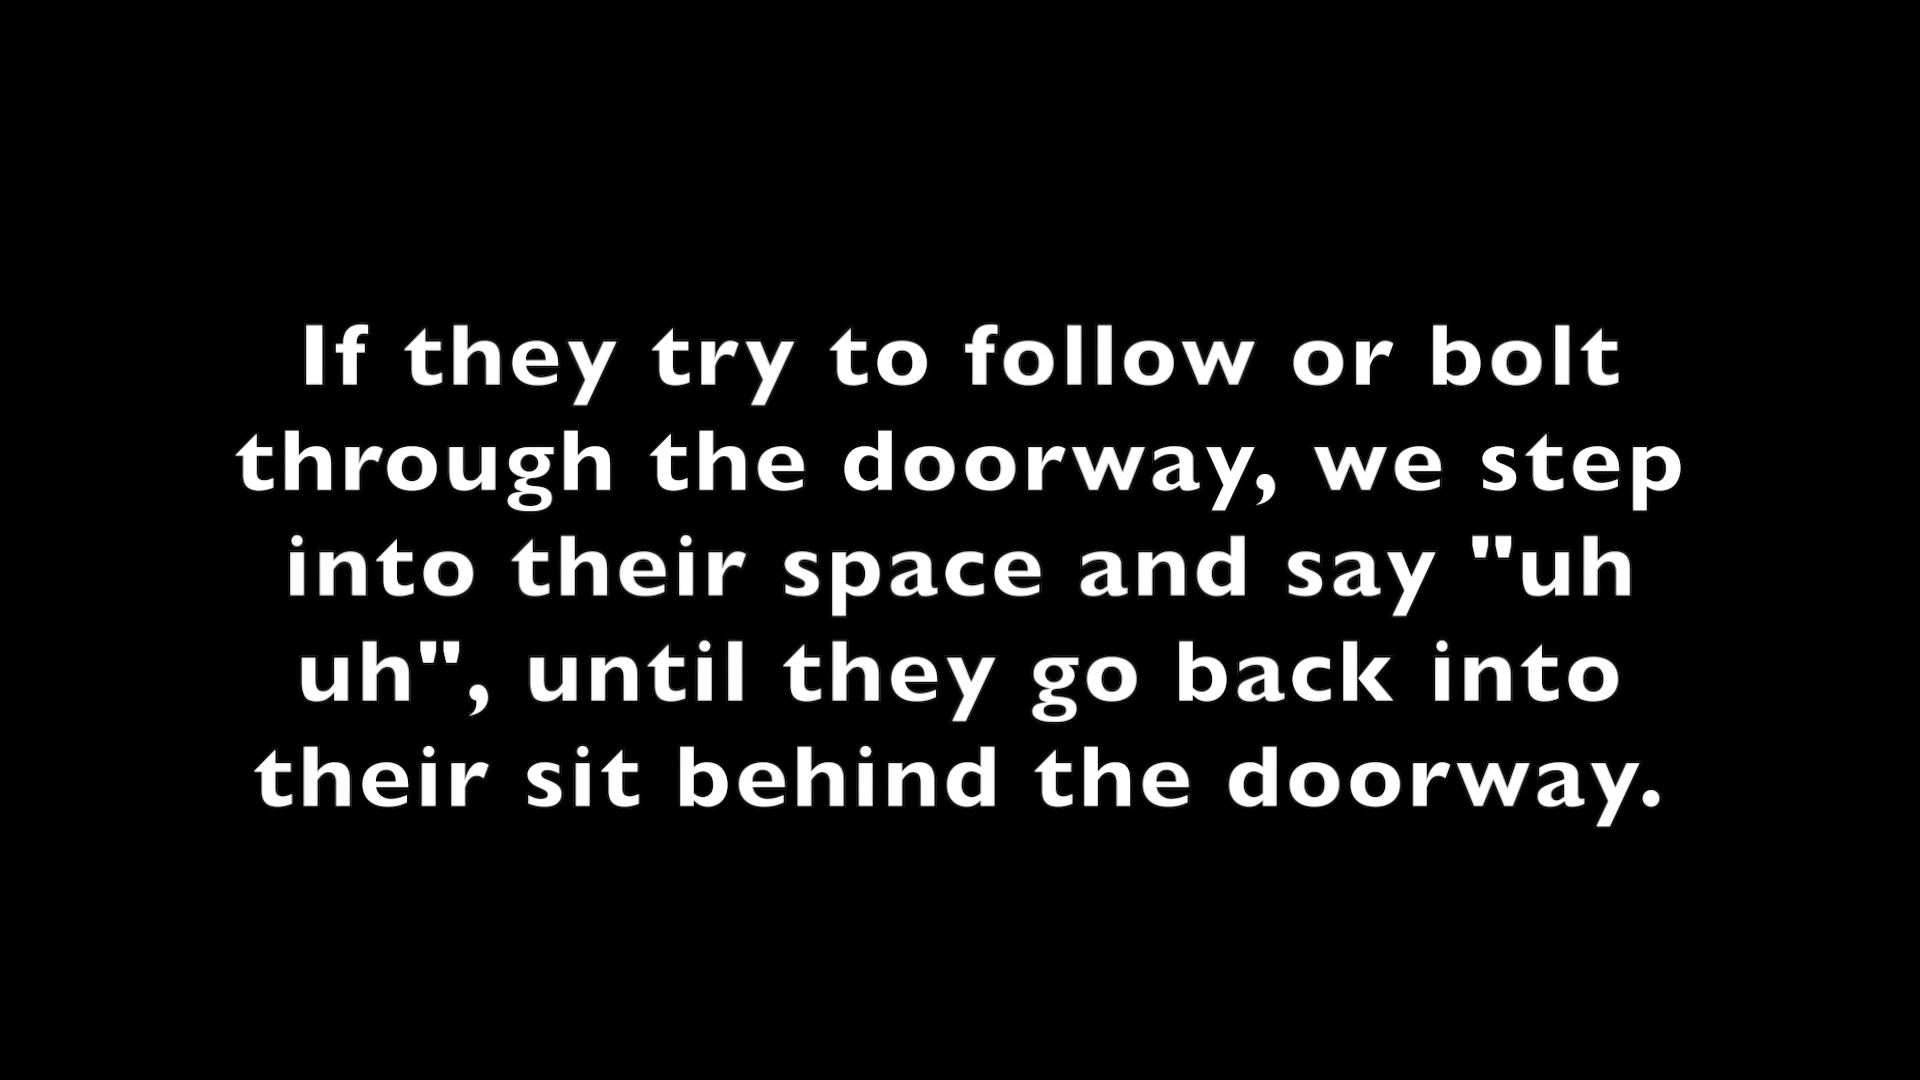 If they try to follow or bolt
through the doorway, we step
into their space and say "uh
uh", until they go back into
their sit behind the doorway.